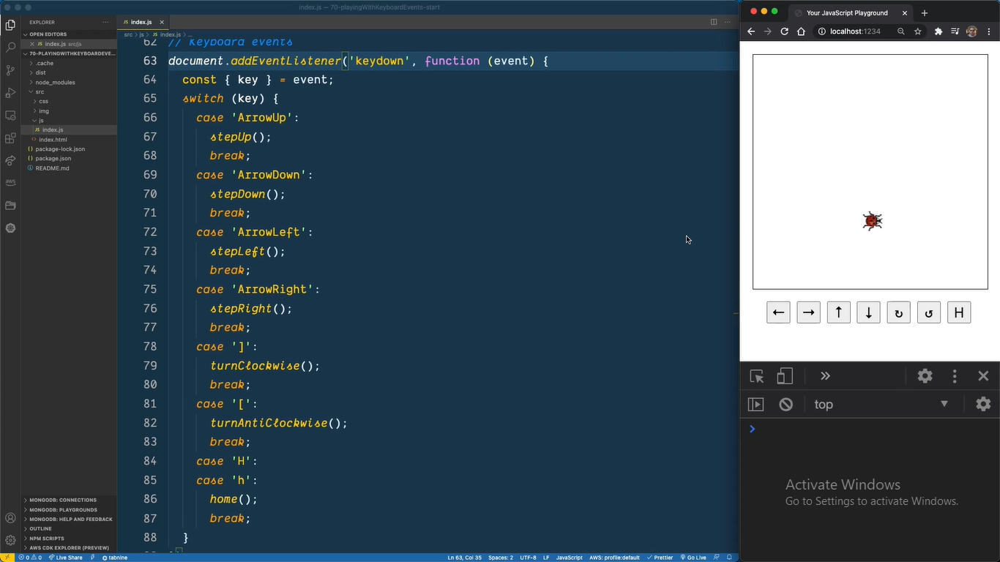 index.js — 70-playingWithKeyboardEvents-start
EXPLORER
OPEN EDITORS
index.js src/js
70-PLAYINGWITHKEYBOARDEVE...
.cache
dist
node_modules
src
css
img
js
JS index.js
index.html
package-lock.json
package.json
README.md
MONGODB: CONNECTIONS
MONGODB: PLAYGROUNDS
MONGODB: HELP AND FEEDBACK
OUTLINE
NPM SCRIPTS
AWS CDK EXPLORER (PREVIEW)
aws
JS index.js
src > js > JS index.js > ...
62 // Keyboard events
63 document.addEventListener('keydown', function (event) {
64 const { key } = event;
65 switch (key) {
66 case 'ArrowUp':
67 stepUp();
68 break;
69 case 'ArrowDown':
70 stepDown();
71 break;
72 case 'ArrowLeft':
73 stepLeft();
74 break;
75 case 'ArrowRight':
76 stepRight();
77 break;
78 case ']':
79 turnClockwise();
80 break;
81 case '[':
82 turnAntiClockwise();
83 break;
84 case 'H':
85 case 'h':
86 home();
87 break;
88 }
0 0 Live Share tabnine Ln 63, Col 35 Spaces: 2 UTF-8 LF JavaScript AWS: profile:default Prettier Go Live
Your JavaScript Playground
localhost:1234
← → ↑ ↓ ↻ ↺ H
top
Activate Windows
Go to Settings to activate Windows.